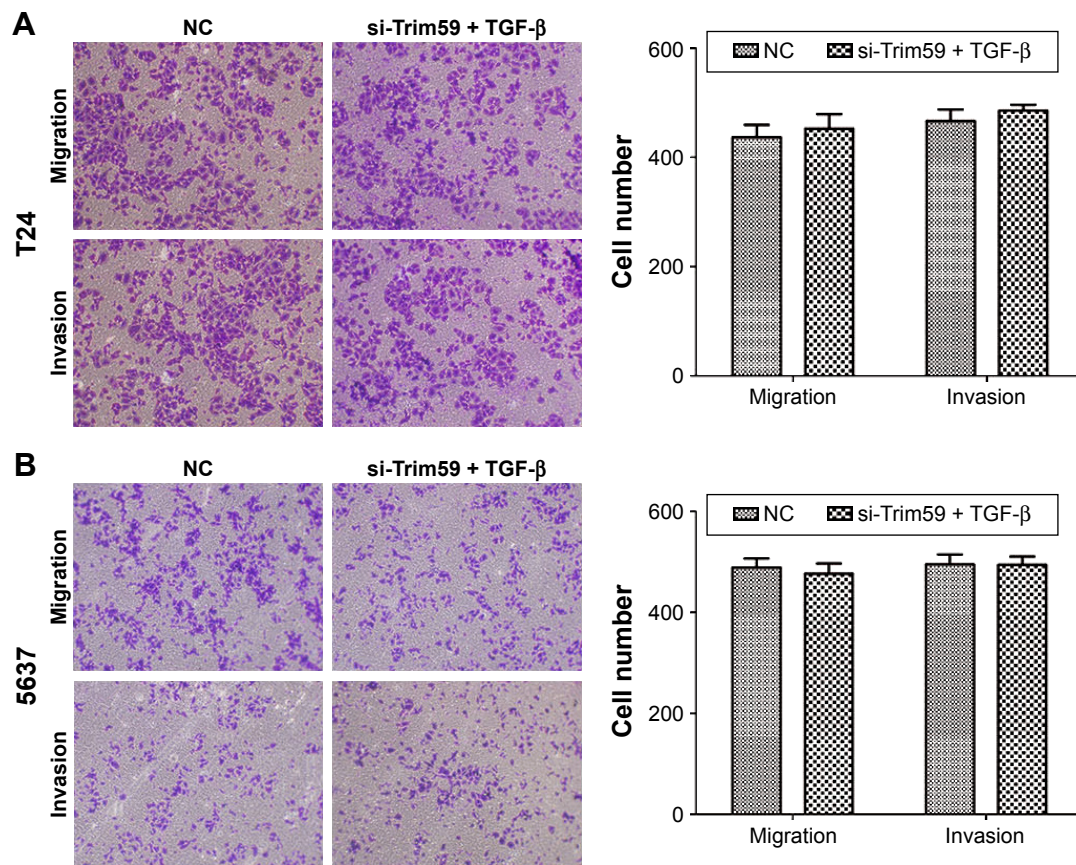 A
NC
si-Trim59 + TGF-β
T24
Migration
Invasion
600
400
200
0
Cell number
NC
si-Trim59 + TGF-β
Migration
Invasion
B
NC
si-Trim59 + TGF-β
5637
Migration
Invasion
600
400
200
0
Cell number
NC
si-Trim59 + TGF-β
Migration
Invasion